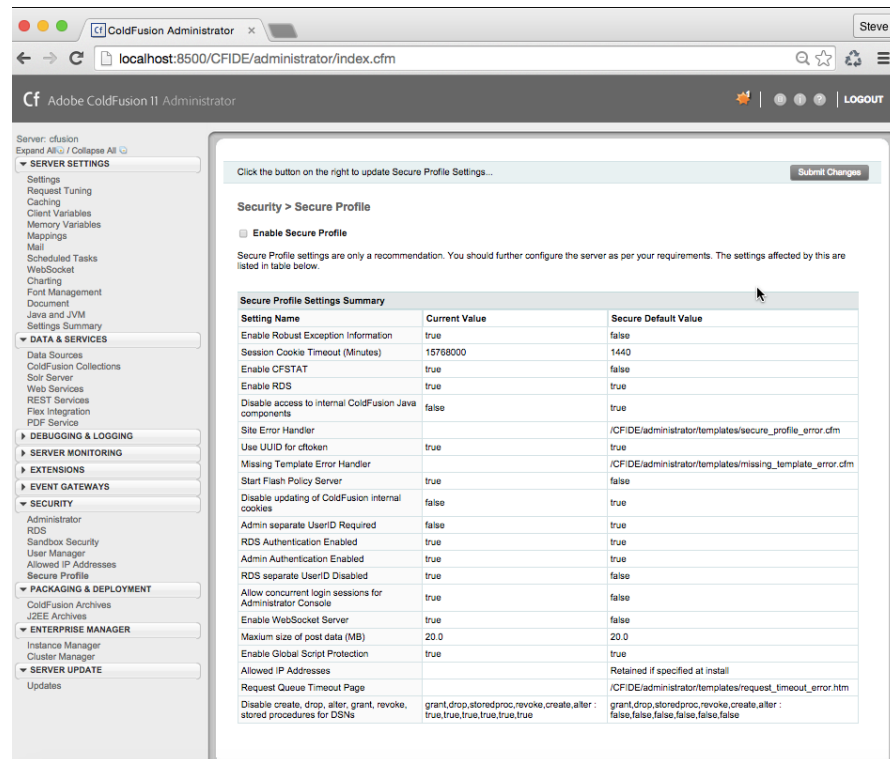 Cf ColdFusion Administrator ×
Steve
localhost:8500/CFIDE/administrator/index.cfm
Cf Adobe ColdFusion 11 Administrator
LOGOUT
Server: cfusion
Expand All / Collapse All
SERVER SETTINGS
Settings
Request Tuning
Caching
Client Variables
Memory Variables
Mappings
Mail
Scheduled Tasks
WebSocket
Charting
Font Management
Document
Java and JVM
Settings Summary
DATA & SERVICES
Data Sources
ColdFusion Collections
Solr Server
Web Services
REST Services
Flex Integration
PDF Service
DEBUGGING & LOGGING
SERVER MONITORING
EXTENSIONS
EVENT GATEWAYS
SECURITY
Administrator
RDS
Sandbox Security
User Manager
Allowed IP Addresses
Secure Profile
PACKAGING & DEPLOYMENT
ColdFusion Archives
J2EE Archives
ENTERPRISE MANAGER
Instance Manager
Cluster Manager
SERVER UPDATE
Updates
Click the button on the right to update Secure Profile Settings...
Submit Changes
Security > Secure Profile
Enable Secure Profile
Secure Profile settings are only a recommendation. You should further configure the server as per your requirements. The settings affected by this are
listed in table below.
Secure Profile Settings Summary
Setting Name Current Value Secure Default Value
Enable Robust Exception Information true false
Session Cookie Timeout (Minutes) 15768000 1440
Enable CFSTAT true false
Enable RDS true true
Disable access to internal ColdFusion Java
components false true
Site Error Handler /CFIDE/administrator/templates/secure_profile_error.cfm
Use UUID for cftoken true true
Missing Template Error Handler /CFIDE/administrator/templates/missing_template_error.cfm
Start Flash Policy Server true false
Disable updating of ColdFusion internal
cookies false true
Admin separate UserID Required false true
RDS Authentication Enabled true true
Admin Authentication Enabled true true
RDS separate UserID Disabled true false
Allow concurrent login sessions for
Administrator Console true false
Enable WebSocket Server true false
Maxium size of post data (MB) 20.0 20.0
Enable Global Script Protection true true
Allowed IP Addresses Retained if specified at install
Request Queue Timeout Page /CFIDE/administrator/templates/request_timeout_error.htm
Disable create, drop, alter, grant, revoke, grant,drop,storedproc,revoke,create,alter : grant,drop,storedproc,revoke,create,alter :
stored procedures for DSNs true,true,true,true,true,true false,false,false,false,false,false